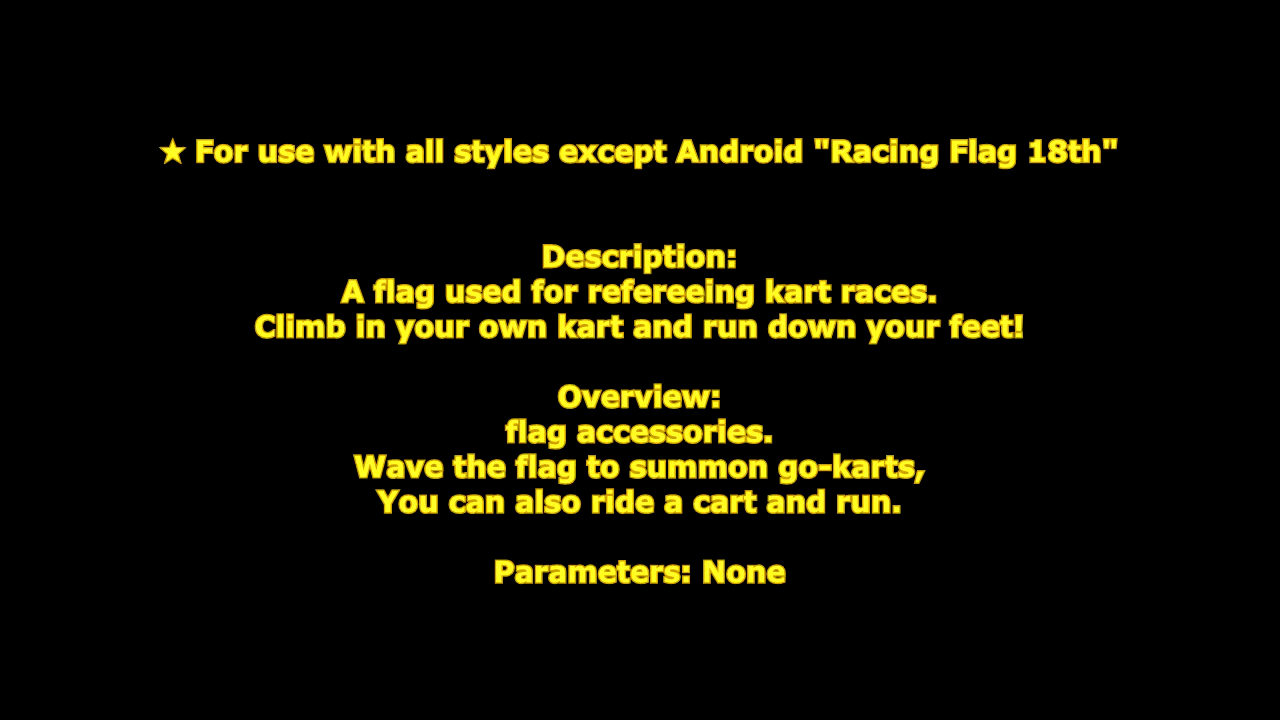 ★ For use with all styles except Android "Racing Flag 18th"
Description:
A flag used for refereeing kart races.
Climb in your own kart and run down your feet!
Overview:
flag accessories.
Wave the flag to summon go-karts,
You can also ride a cart and run.
Parameters: None